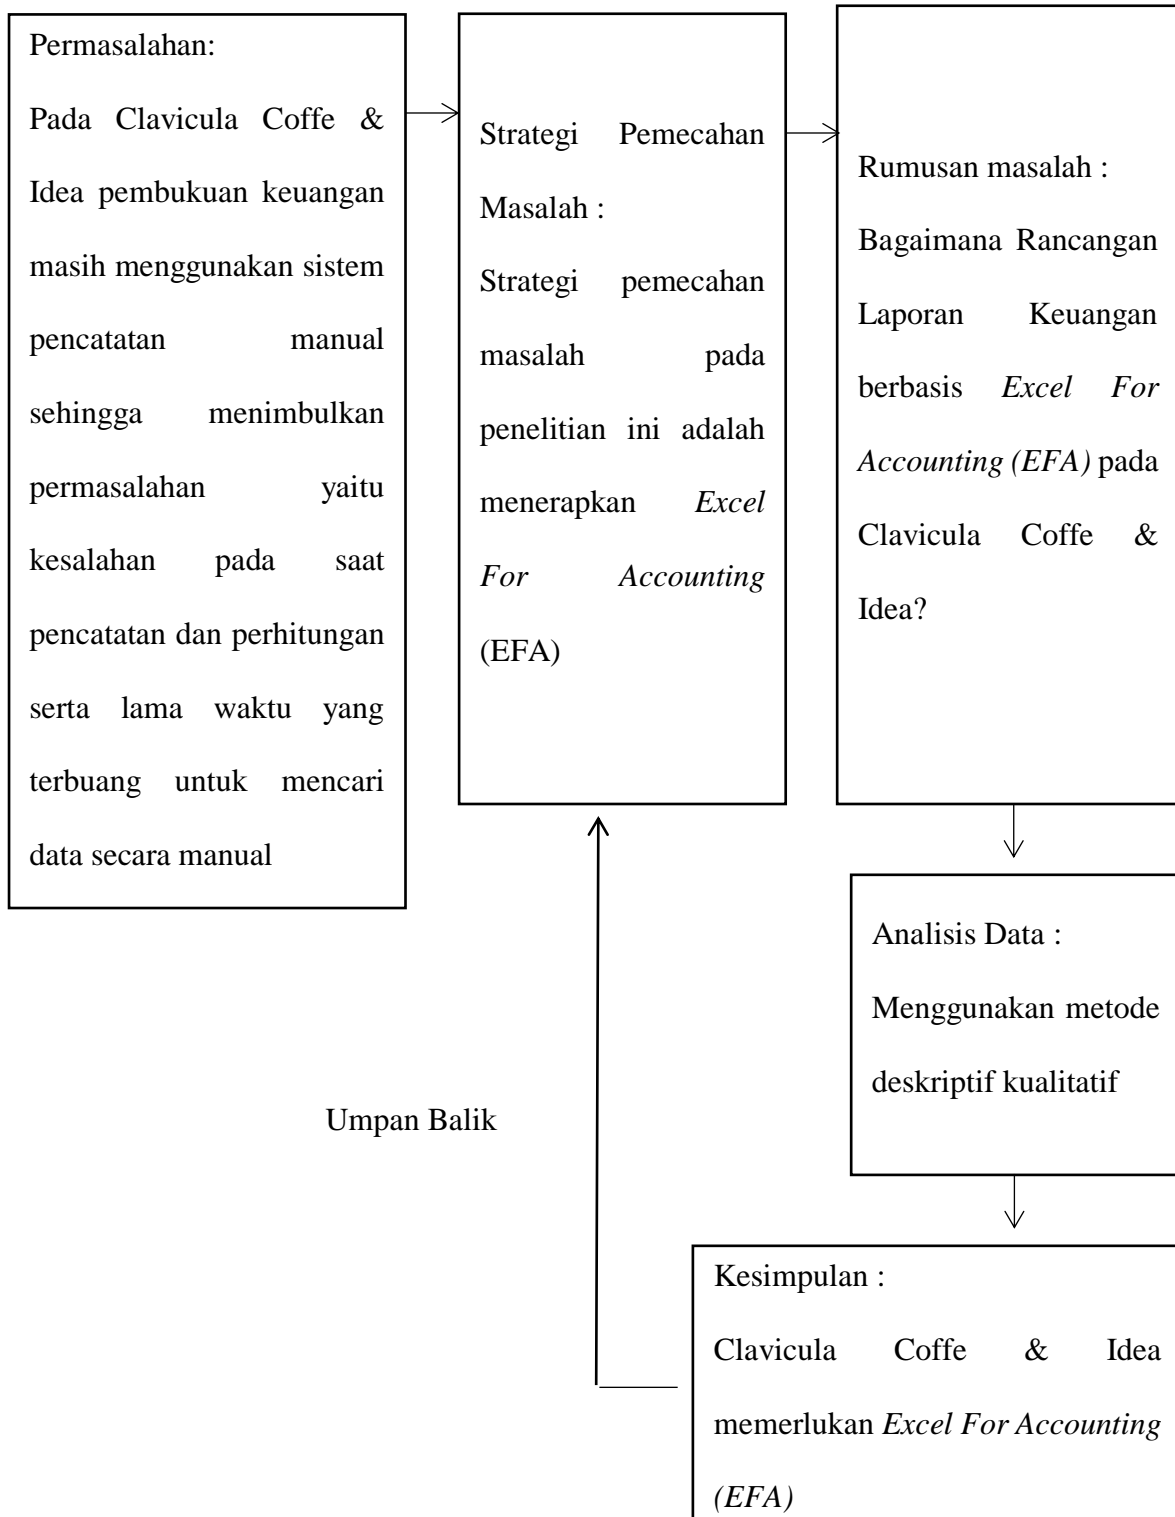 Permasalahan:
Pada Clavicula Coffe &
Idea pembukuan keuangan
masih menggunakan sistem
pencatatan manual
sehingga menimbulkan
permasalahan yaitu
kesalahan pada saat
pencatatan dan perhitungan
serta lama waktu yang
terbuang untuk mencari
data secara manual
Strategi Pemecahan
Masalah :
Strategi pemecahan
masalah pada
penelitian ini adalah
menerapkan Excel
For Accounting
(EFA)
Rumusan masalah :
Bagaimana Rancangan
Laporan Keuangan
berbasis Excel For
Accounting (EFA) pada
Clavicula Coffe &
Idea?
Analisis Data :
Menggunakan metode
deskriptif kualitatif
Umpan Balik
Kesimpulan :
Clavicula Coffe & Idea
memerlukan Excel For Accounting
(EFA)